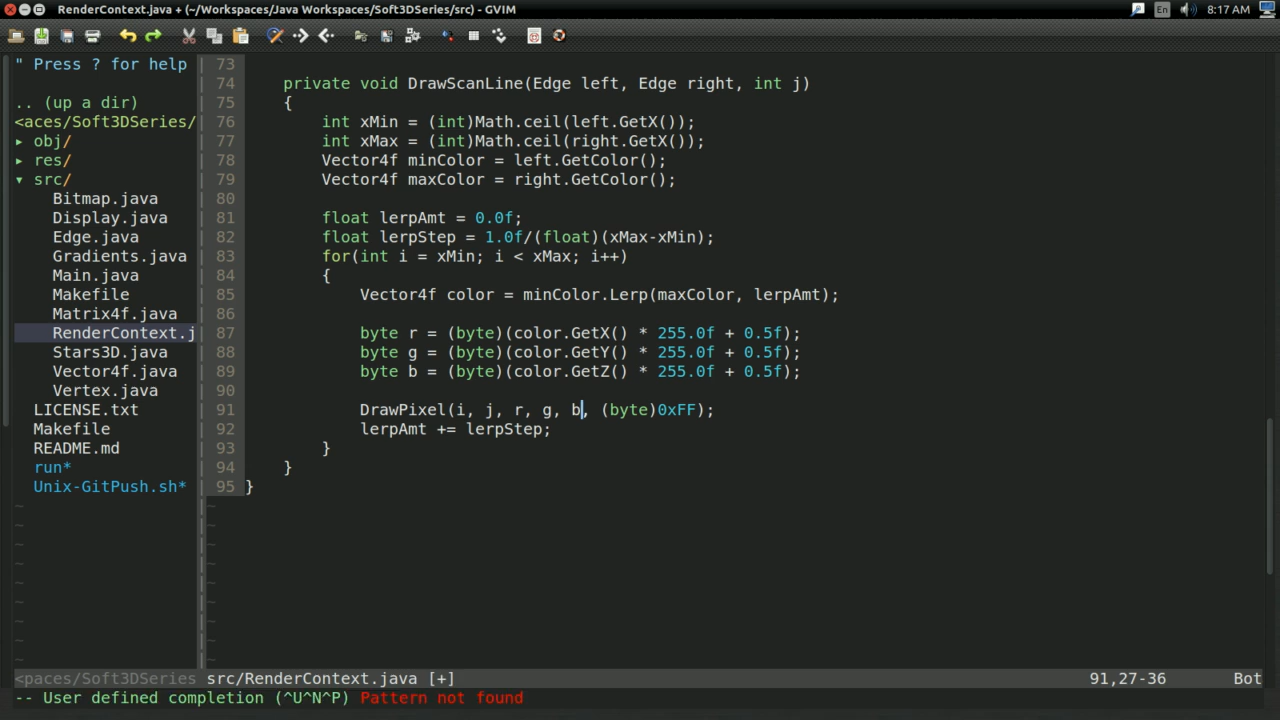 RenderContext.java + (~/Workspaces/Java Workspaces/Soft3DSeries/src) - GVIM
En
8:17 AM
" Press ? for help
.. (up a dir)
<aces/Soft3DSeries/
▸ obj/
▸ res/
▾ src/
Bitmap.java
Display.java
Edge.java
Gradients.java
Main.java
Makefile
Matrix4f.java
RenderContext.j
Stars3D.java
Vector4f.java
Vertex.java
LICENSE.txt
Makefile
README.md
run*
Unix-GitPush.sh*
73
74 private void DrawScanLine(Edge left, Edge right, int j)
75 {
76 int xMin = (int)Math.ceil(left.GetX());
77 int xMax = (int)Math.ceil(right.GetX());
78 Vector4f minColor = left.GetColor();
79 Vector4f maxColor = right.GetColor();
80
81 float lerpAmt = 0.0f;
82 float lerpStep = 1.0f/(float)(xMax-xMin);
83 for(int i = xMin; i < xMax; i++)
84 {
85 Vector4f color = minColor.Lerp(maxColor, lerpAmt);
86
87 byte r = (byte)(color.GetX() * 255.0f + 0.5f);
88 byte g = (byte)(color.GetY() * 255.0f + 0.5f);
89 byte b = (byte)(color.GetZ() * 255.0f + 0.5f);
90
91 DrawPixel(i, j, r, g, b, (byte)0xFF);
92 lerpAmt += lerpStep;
93 }
94 }
95 }
<paces/Soft3DSeries src/RenderContext.java [+] 91,27-36 Bot
-- User defined completion (^U^N^P) Pattern not found